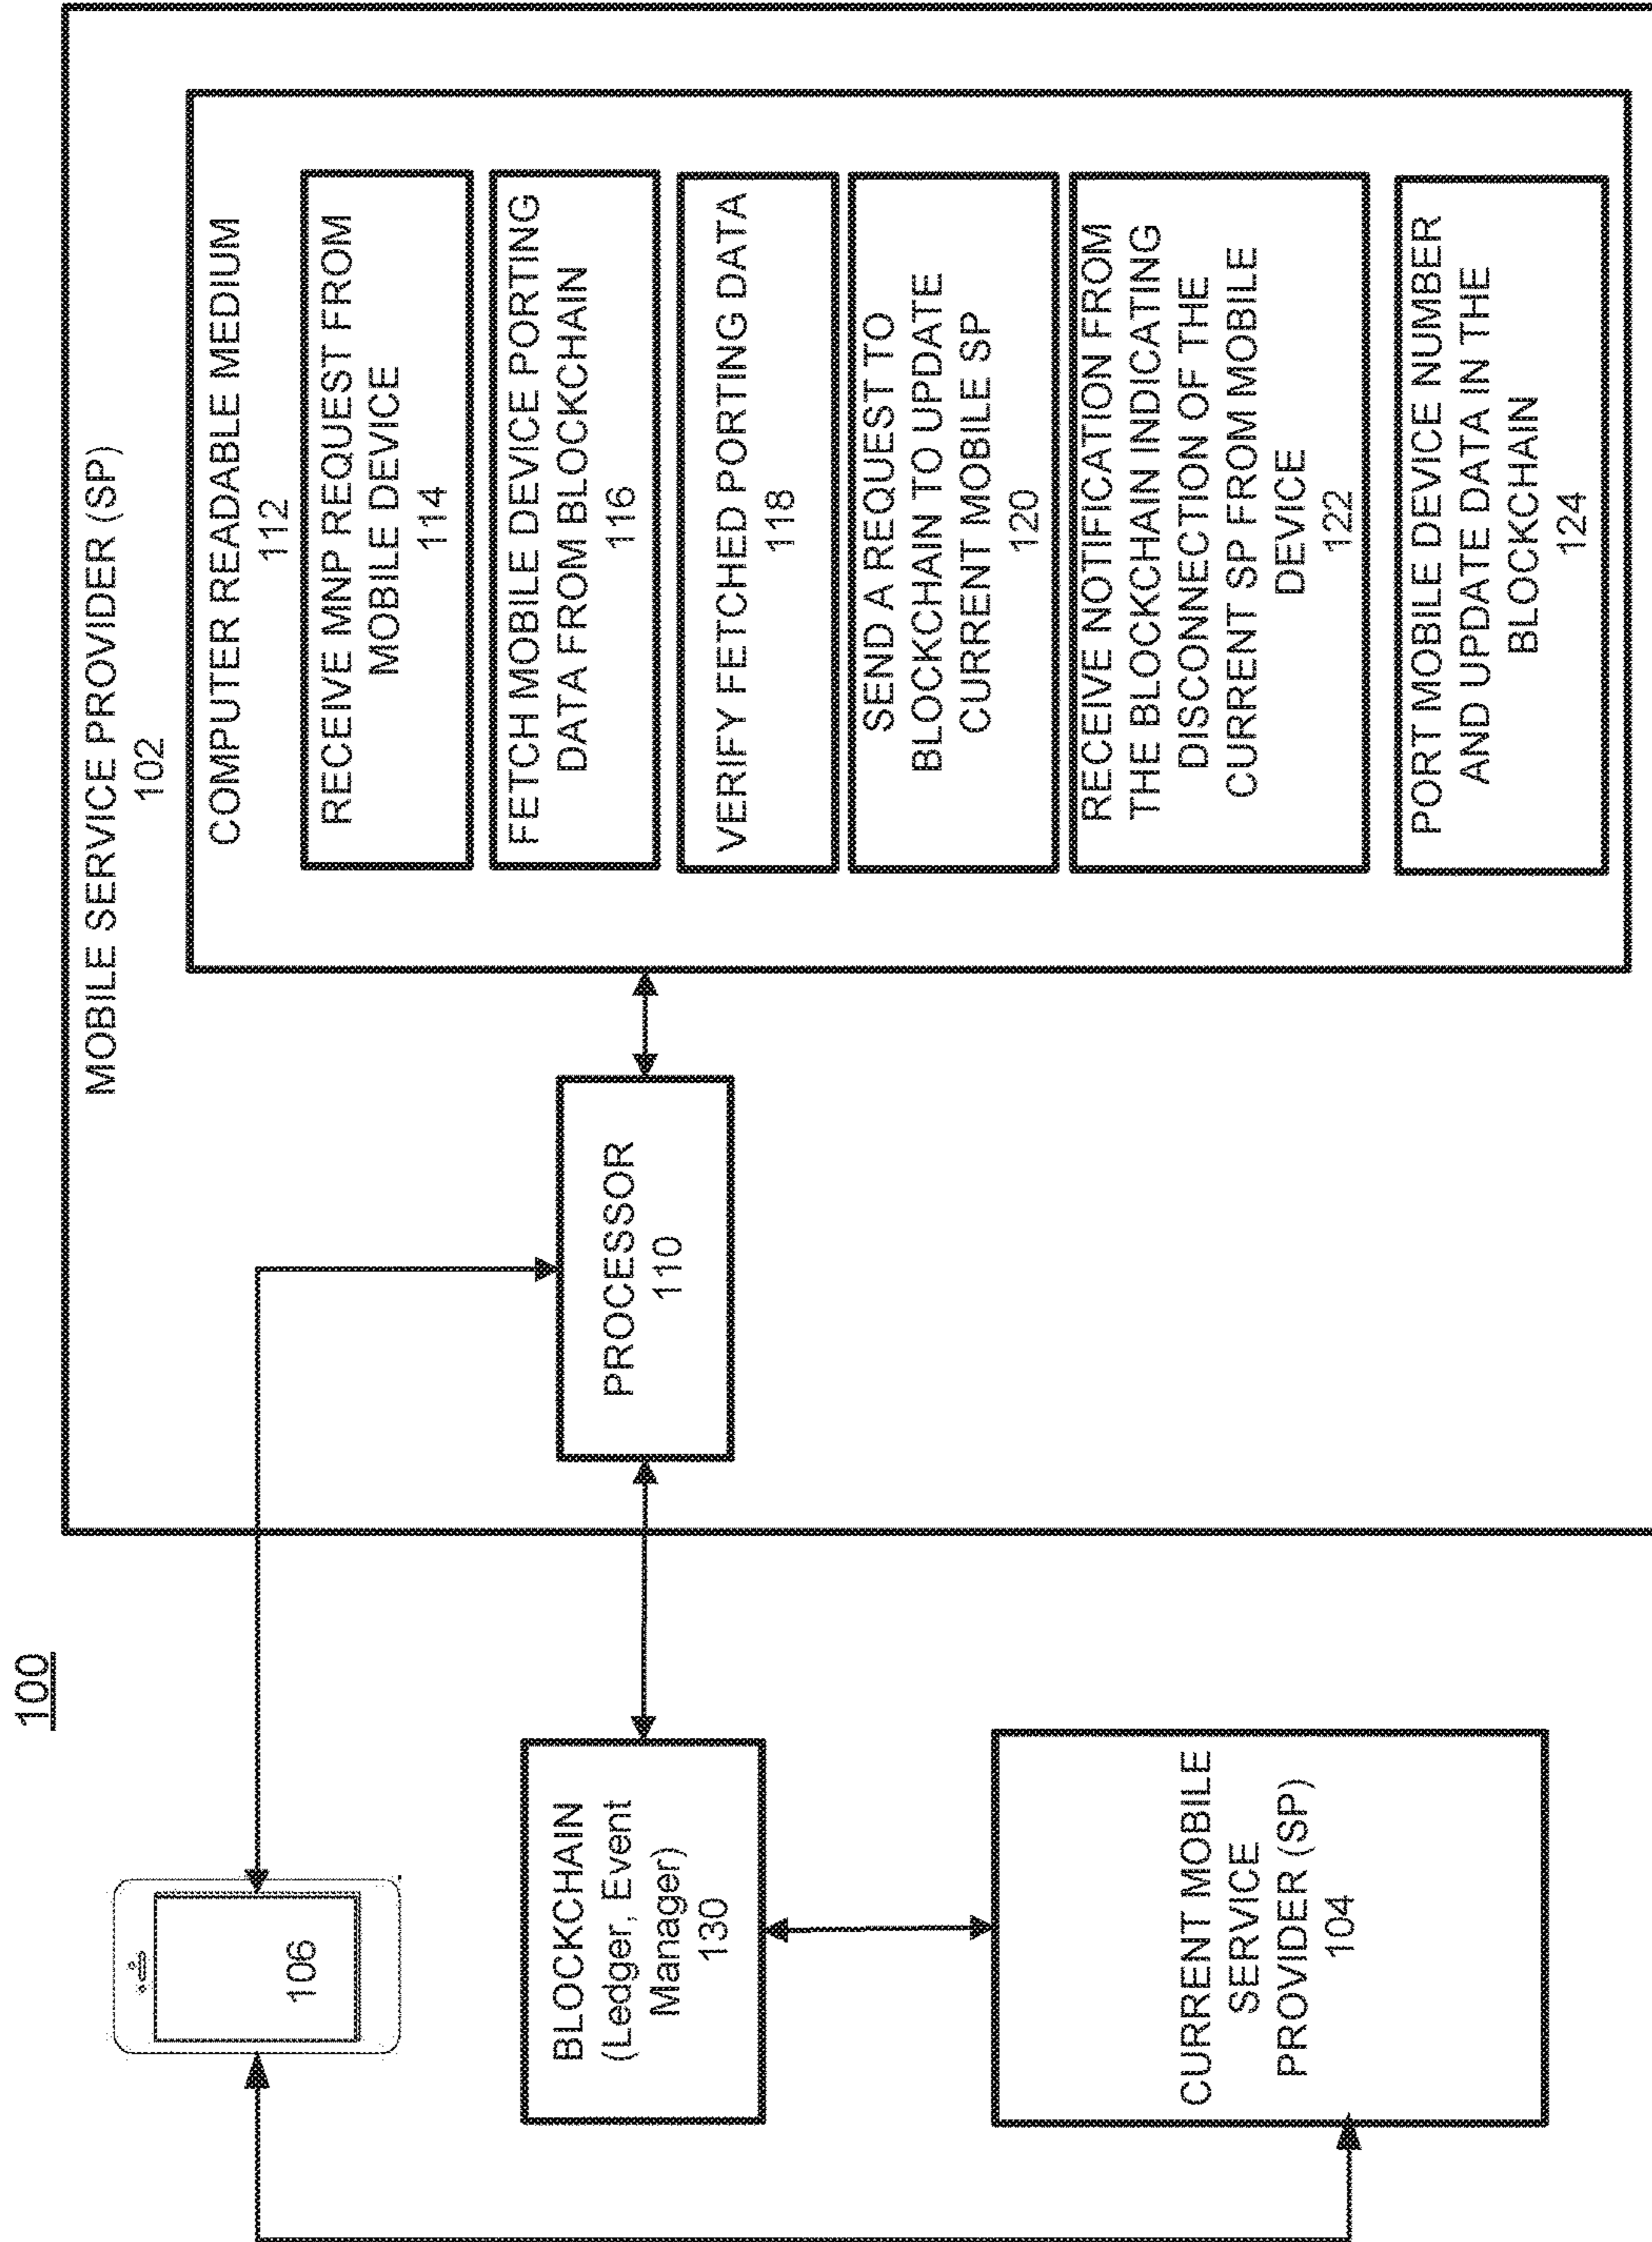 100
MOBILE SERVICE PROVIDER (SP)
102
COMPUTER READABLE MEDIUM
112
RECEIVE MNP REQUEST FROM
MOBILE DEVICE
114
FETCH MOBILE DEVICE PORTING
DATA FROM BLOCKCHAIN
116
VERIFY FETCHED PORTING DATA
118
SEND A REQUEST TO
BLOCKCHAIN TO UPDATE
CURRENT MOBILE SP
120
RECEIVE NOTIFICATION FROM
THE BLOCKCHAIN INDICATING
DISCONNECTION OF THE
CURRENT SP FROM MOBILE
DEVICE
122
PORT MOBILE DEVICE NUMBER
AND UPDATE DATA IN THE
BLOCKCHAIN
124
PROCESSOR
110
106
BLOCKCHAIN
(Ledger, Event
Manager)
130
CURRENT MOBILE
SERVICE
PROVIDER (SP)
104